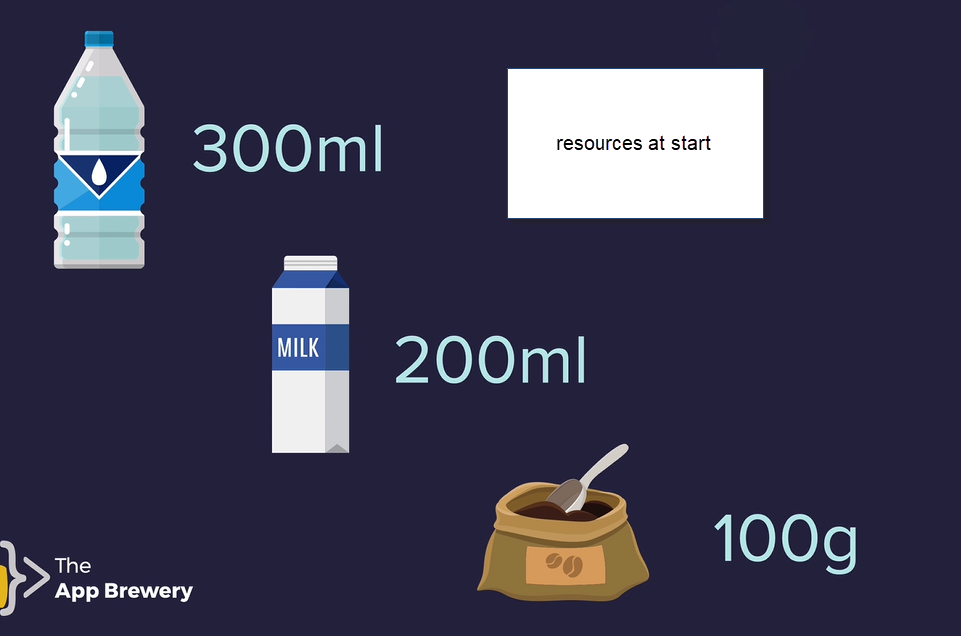 300ml
resources at start
MILK
200ml
100g
The
App Brewery